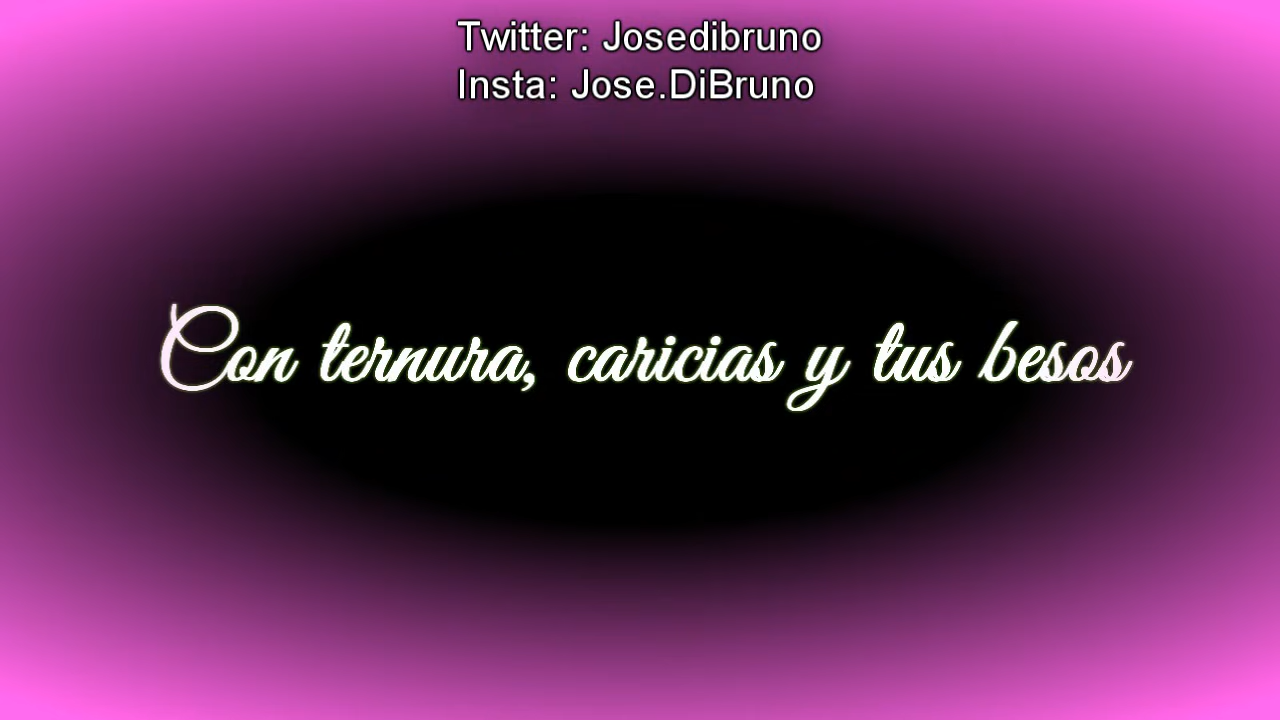 Twitter: Josedibruno
Insta: Jose.DiBruno
Con ternura, caricias y tus besos